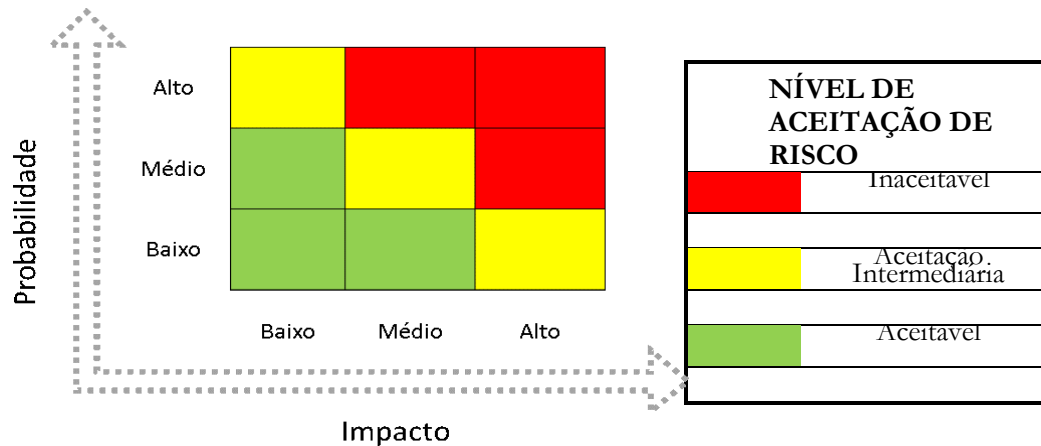 Probabilidade
Alto
Médio
Baixo
Baixo Médio Alto
Impacto
NÍVEL DE
ACEITAÇÃO DE
RISCO
Inaceitável
Aceitação
Intermediária
Aceitável